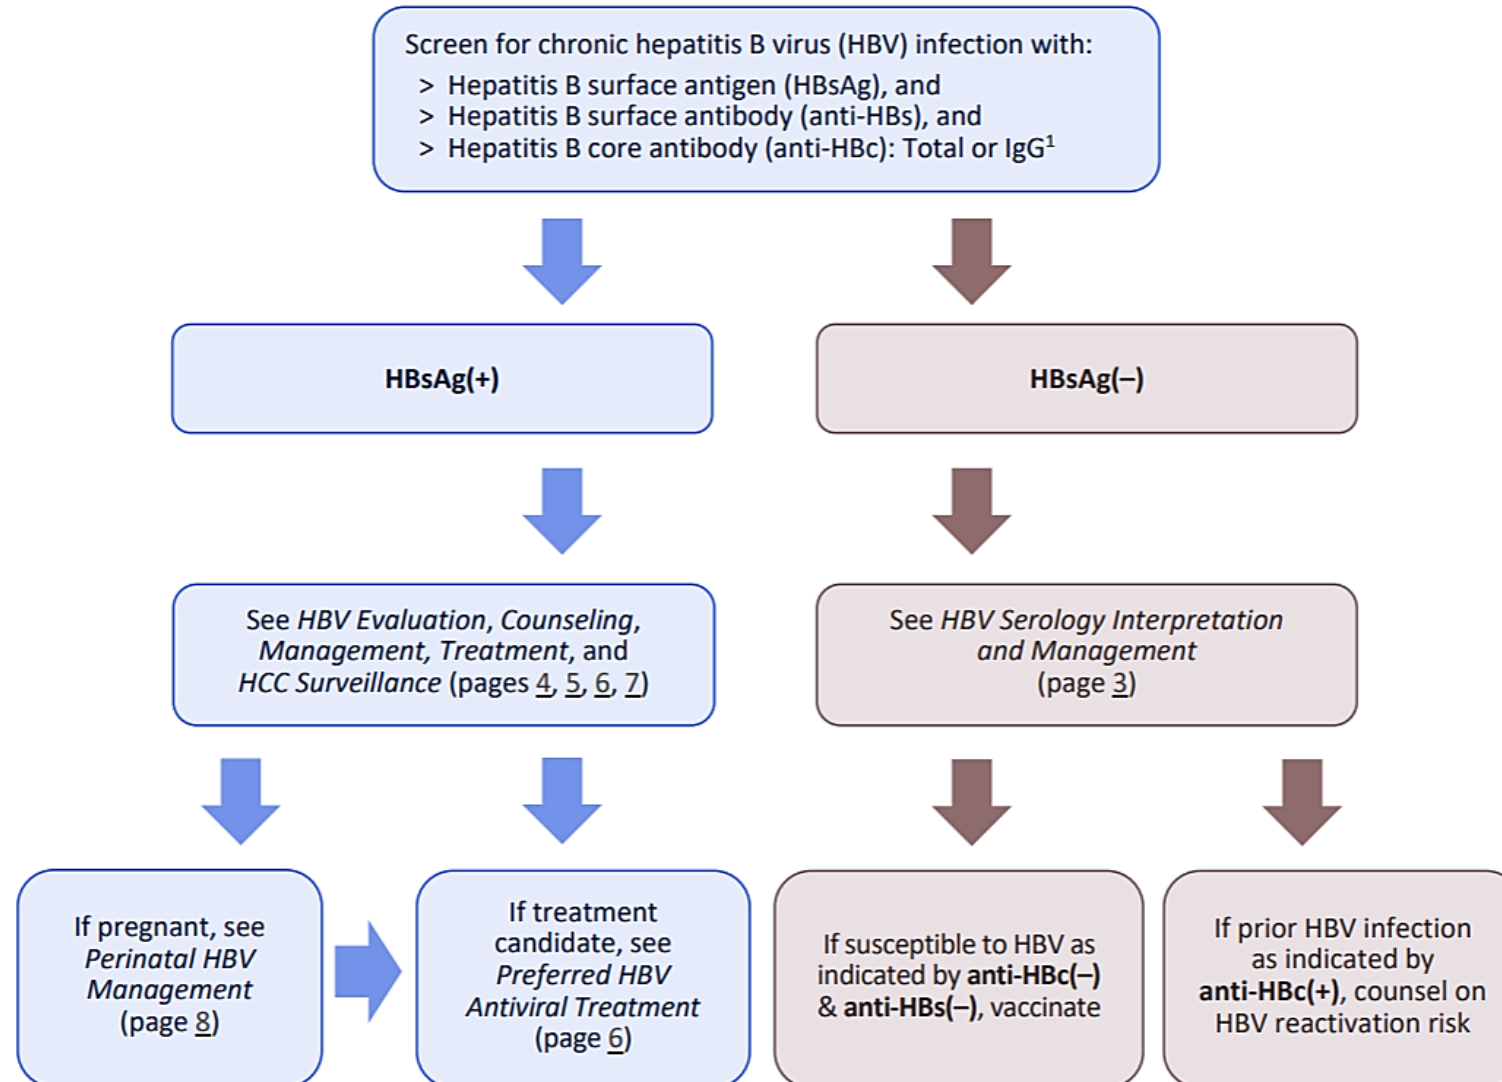 Screen for chronic hepatitis B virus (HBV) infection with:
> Hepatitis B surface antigen (HBsAg), and
> Hepatitis B surface antibody (anti-HBs), and
> Hepatitis B core antibody (anti-HBc): Total or IgG¹
HBsAg(+)
HBsAg(–)
See HBV Evaluation, Counseling,
Management, Treatment, and
HCC Surveillance (pages 4, 5, 6, 7)
See HBV Serology Interpretation
and Management
(page 3)
If pregnant, see
Perinatal HBV
Management
(page 8)
If treatment
candidate, see
Preferred HBV
Antiviral Treatment
(page 6)
If susceptible to HBV as
indicated by anti-HBc(–)
& anti-HBs(–), vaccinate
If prior HBV infection
as indicated by
anti-HBc(+), counsel on
HBV reactivation risk